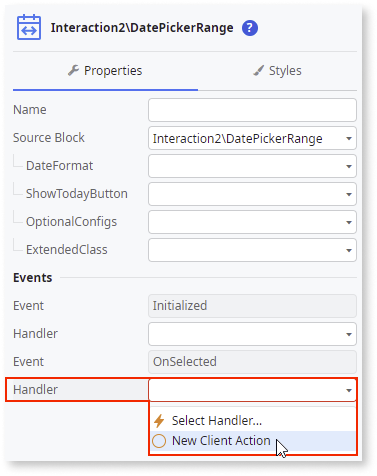 Interaction2\DatePickerRange ?
Properties Styles
Name
Source Block Interaction2\DatePickerRange
DateFormat
ShowTodayButton
OptionalConfigs
ExtendedClass
Events
Event Initialized
Handler
Event OnSelected
Handler
Select Handler...
New Client Action